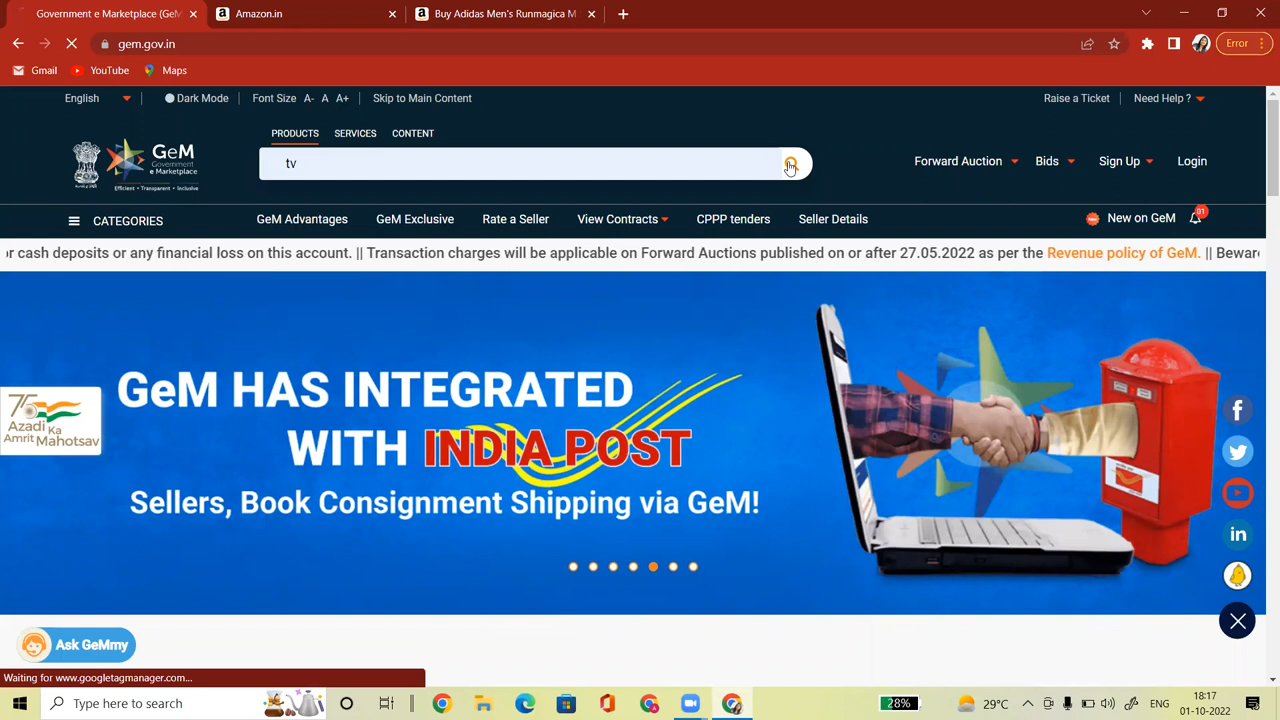 Government e Marketplace (GeM
Amazon.in
Buy Adidas Men's Runmagica M
gem.gov.in
Error
Gmail
YouTube
Maps
English
Dark Mode
Font Size A- A A+
Skip to Main Content
Raise a Ticket
Need Help ?
PRODUCTS
SERVICES
CONTENT
GeM
Government
e Marketplace
Efficient • Transparent • Inclusive
tv
Forward Auction
Bids
Sign Up
Login
CATEGORIES
GeM Advantages
GeM Exclusive
Rate a Seller
View Contracts
CPPP tenders
Seller Details
New on GeM
01
or cash deposits or any financial loss on this account. || Transaction charges will be applicable on Forward Auctions published on or after 27.05.2022 as per the Revenue policy of GeM. || Beware
GeM HAS INTEGRATED
WITH INDIA POST
Sellers, Book Consignment Shipping via GeM!
75
Azadi Ka
Amrit Mahotsav
Ask GeMmy
Waiting for www.googletagmanager.com...
Type here to search
28%
29°C
ENG
18:17
01-10-2022